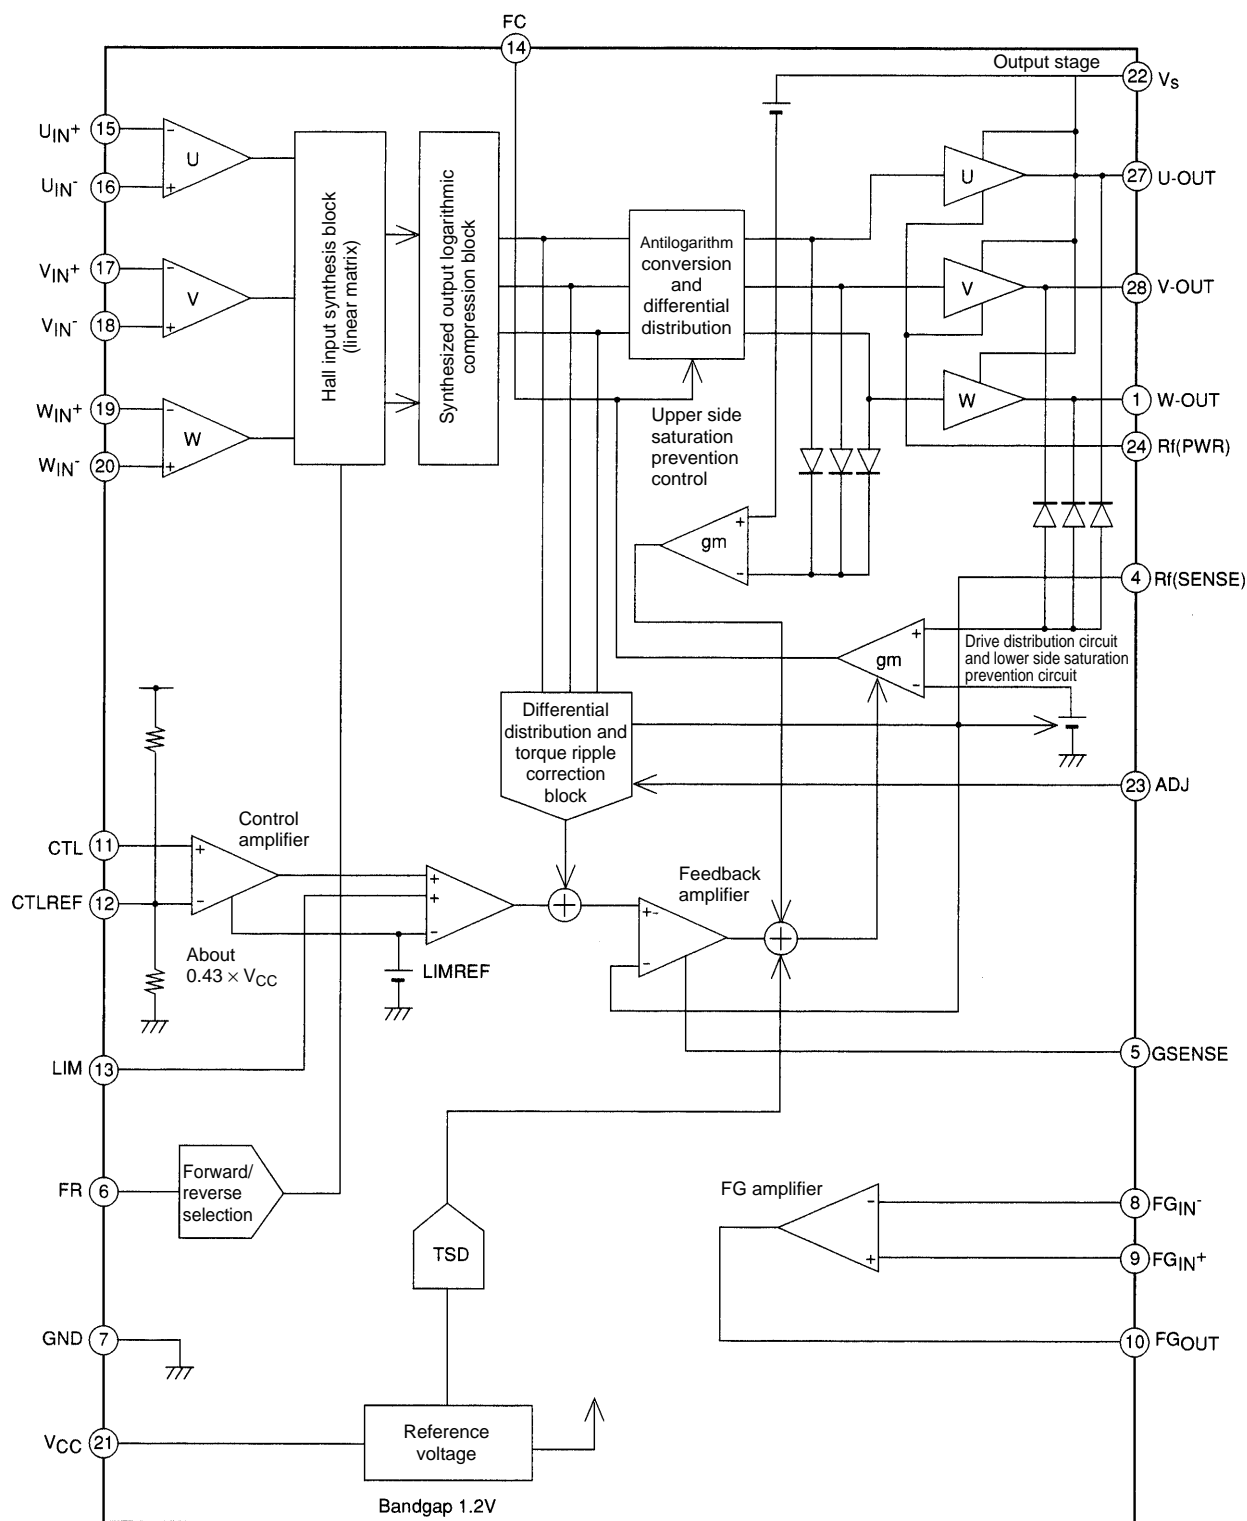 FC
14
Output stage
22 VS
UIN+ 15
- U
UIN- 16
+
VIN+ 17
- V
VIN- 18
+
WIN+ 19
- W
WIN- 20
+
Hall input synthesis block
(linear matrix)
Synthesized output logarithmic
compression block
Antilogarithm
conversion
and
differential
distribution
Upper side
saturation
prevention
control
U
27 U-OUT
V
28 V-OUT
W
1 W-OUT
24 Rf(PWR)
+
gm
-
4 Rf(SENSE)
+
gm
-
Drive distribution circuit
and lower side saturation
prevention circuit
Differential
distribution and
torque ripple
correction
block
23 ADJ
Control
amplifier
CTL 11
+
CTLREF 12
-
About
0.43 × VCC
+
+
-
LIMREF
+
Feedback
amplifier
+-
-
+
LIM 13
5 GSENSE
FR 6
Forward/
reverse
selection
TSD
FG amplifier
-
8 FGIN-
+
9 FGIN+
GND 7
10 FGOUT
VCC 21
Reference
voltage
Bandgap 1.2V